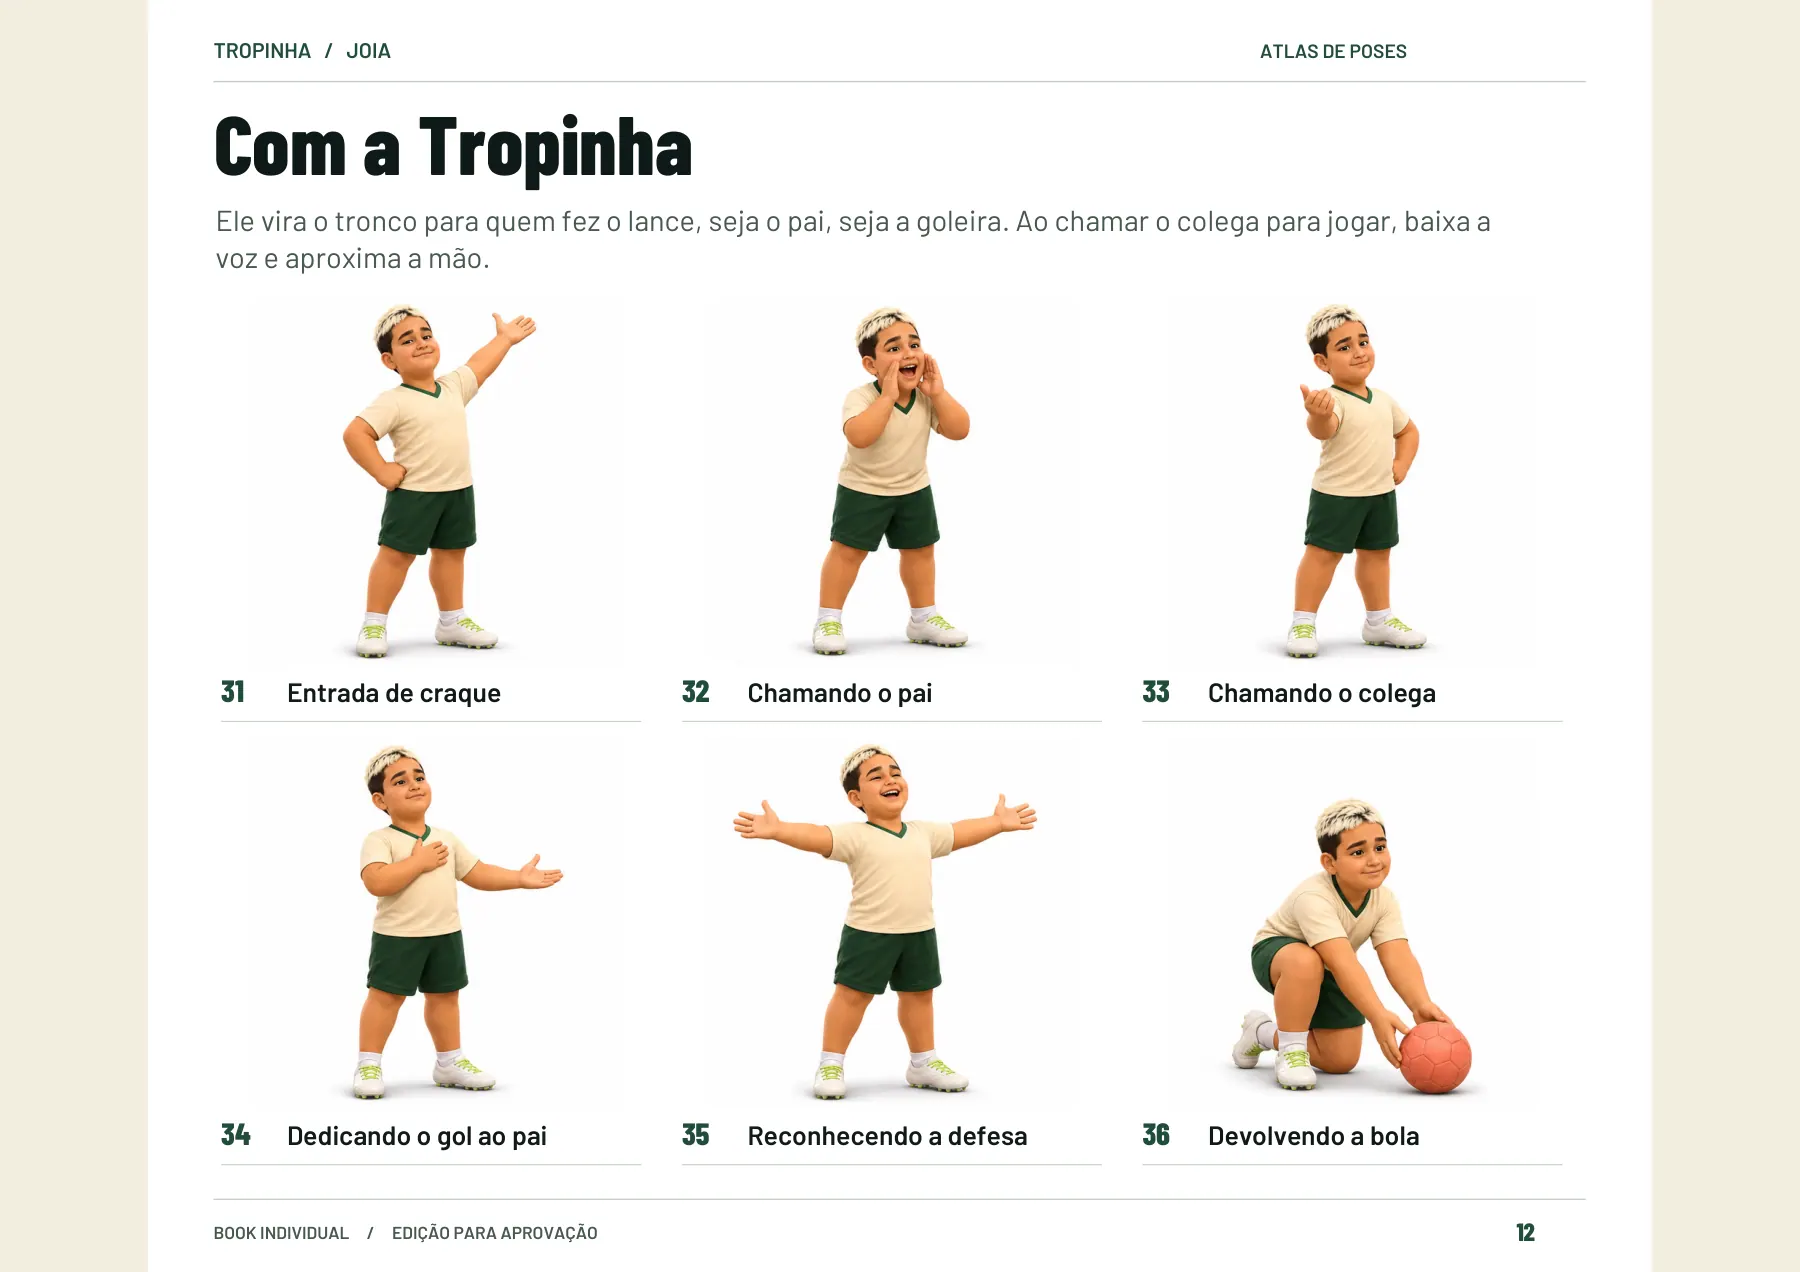 TROPINHA / JOIA
ATLAS DE POSES
Com a Tropinha
Ele vira o tronco para quem fez o lance, seja o pai, seja a goleira. Ao chamar o colega para jogar, baixa a
voz e aproxima a mão.
31 Entrada de craque
32 Chamando o pai
33 Chamando o colega
34 Dedicando o gol ao pai
35 Reconhecendo a defesa
36 Devolvendo a bola
BOOK INDIVIDUAL / EDIÇÃO PARA APROVAÇÃO
12